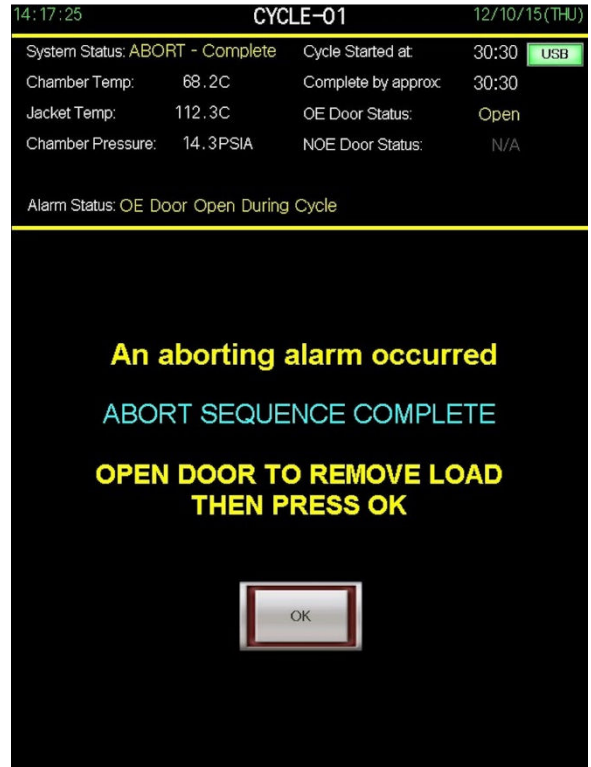 14:17:25 CYCLE-01 12/10/15(THU)
System Status: ABORT - Complete Cycle Started at: 30:30 USB
Chamber Temp: 68.2C Complete by approx: 30:30
Jacket Temp: 112.3C OE Door Status: Open
Chamber Pressure: 14.3PSIA NOE Door Status: N/A
Alarm Status: OE Door Open During Cycle
An aborting alarm occurred
ABORT SEQUENCE COMPLETE
OPEN DOOR TO REMOVE LOAD
THEN PRESS OK
OK